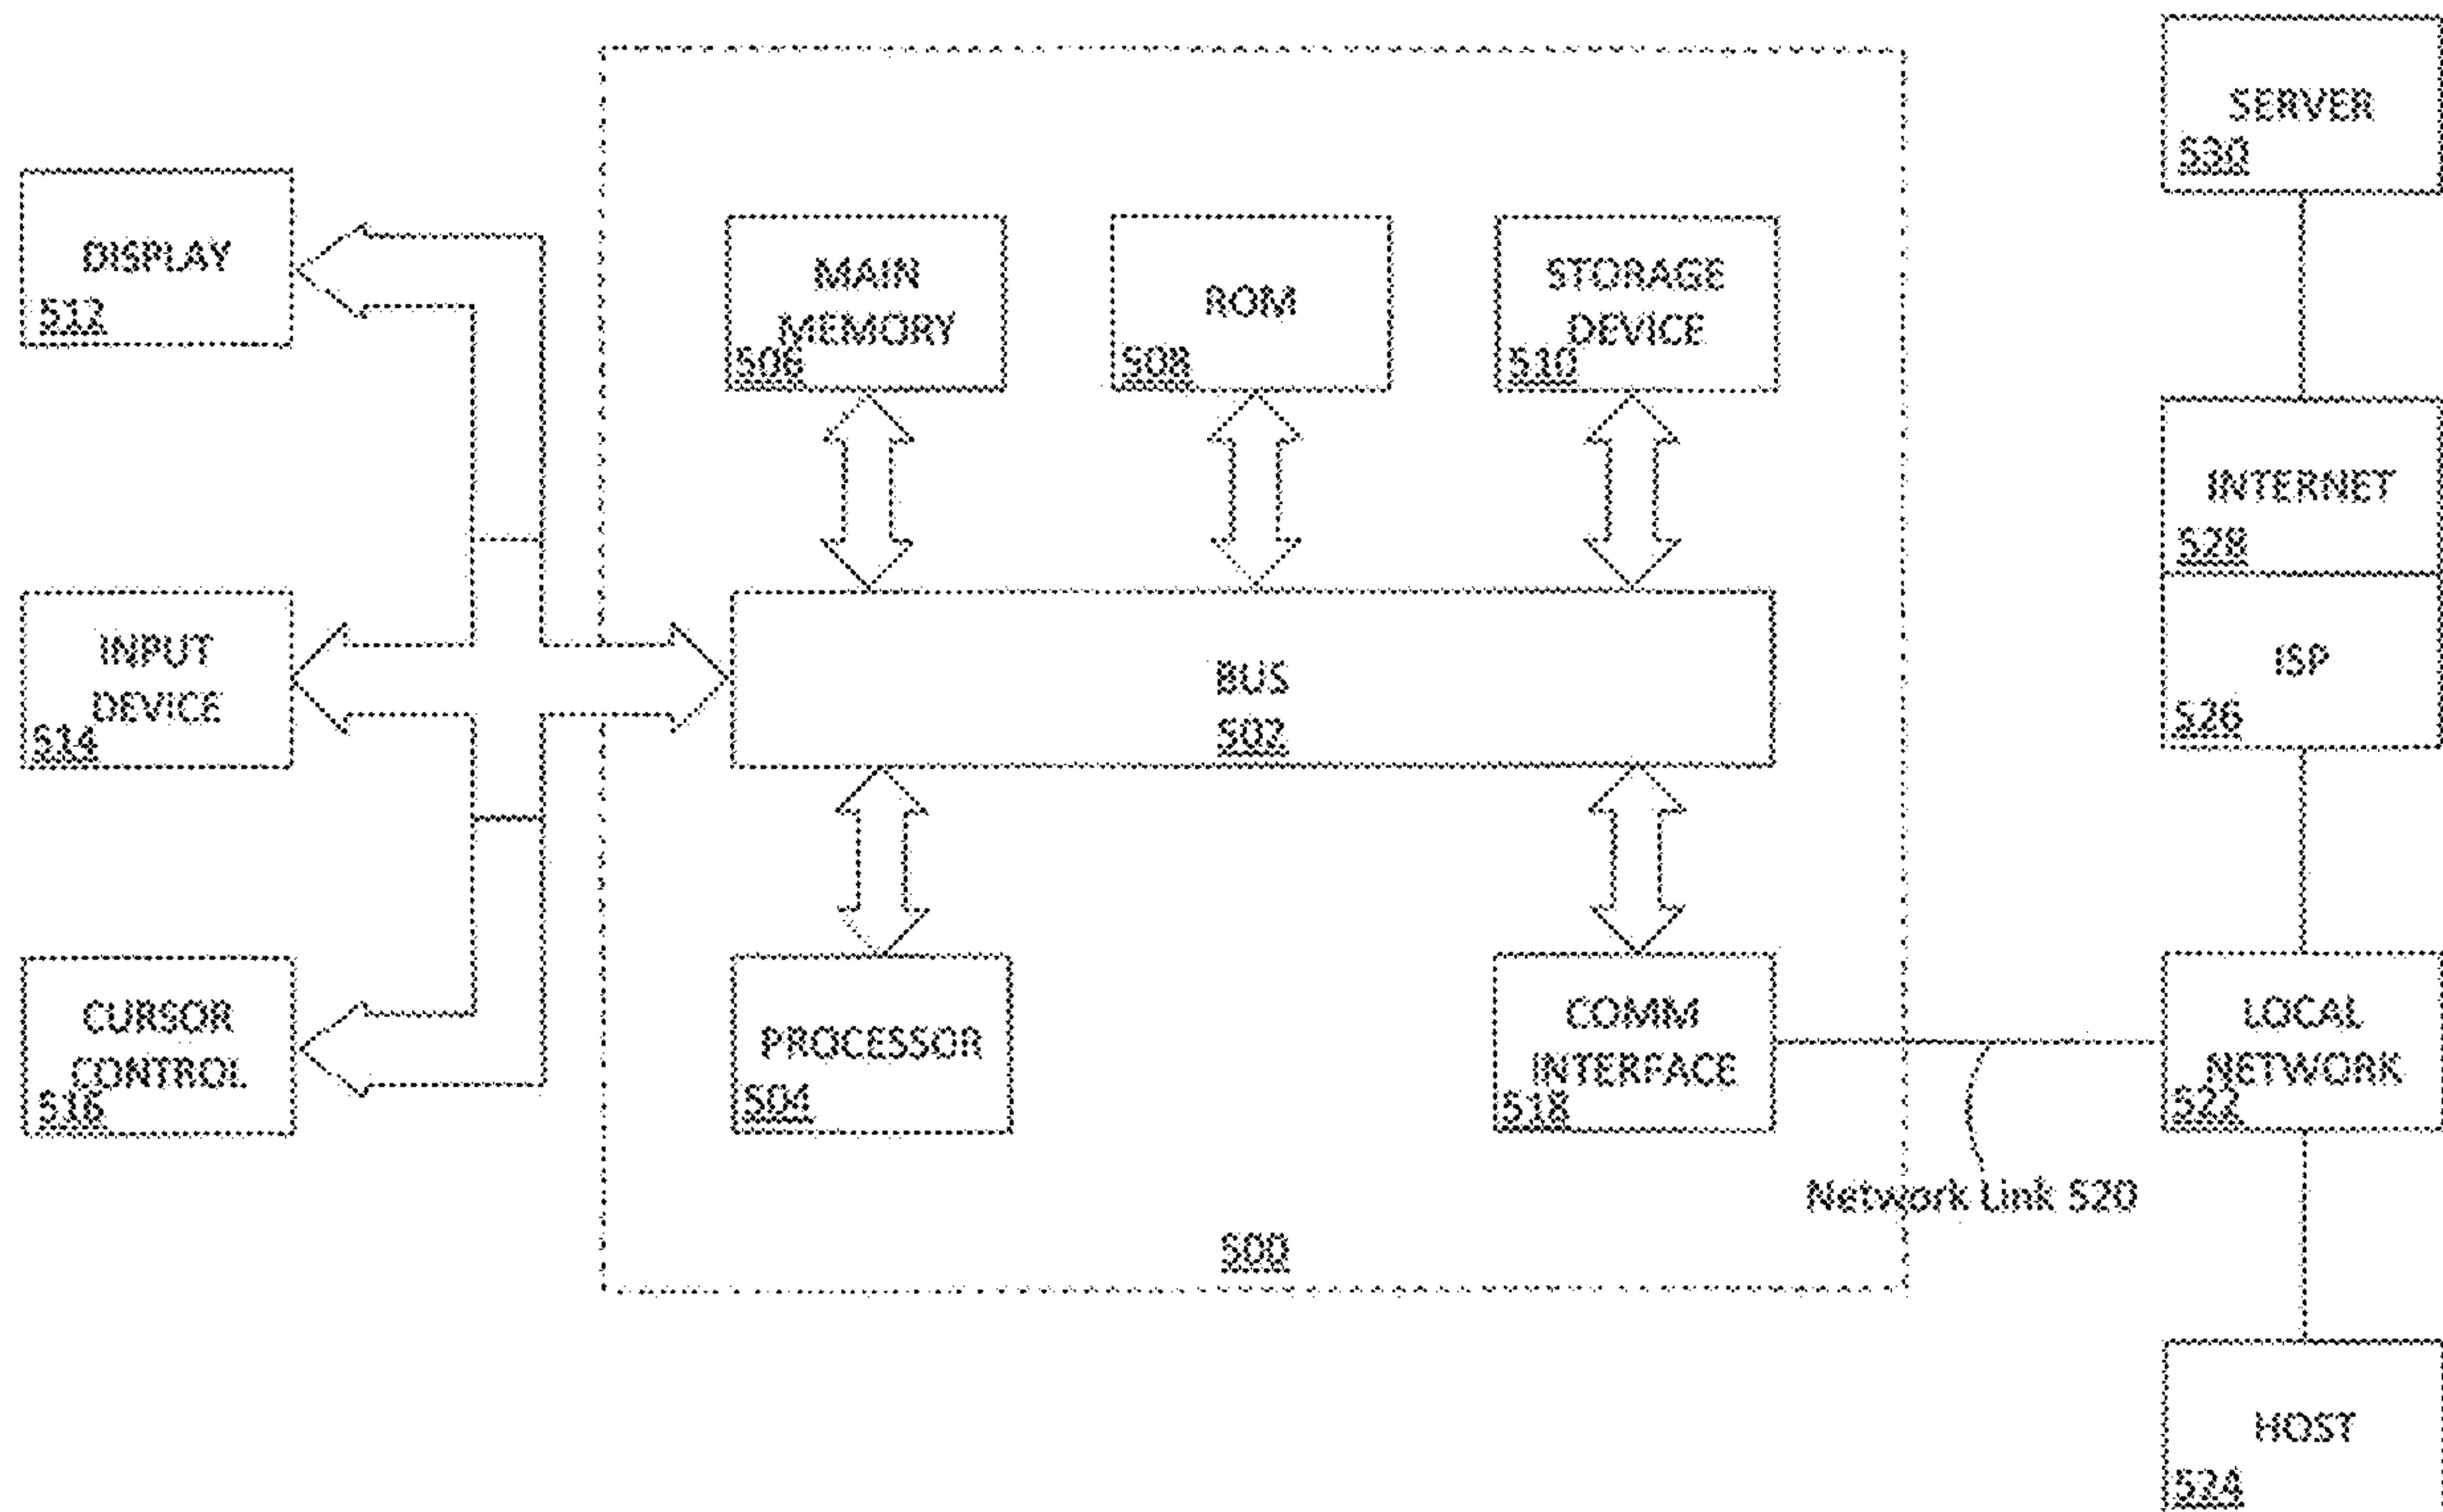 SERVER
530
DISPLAY
512
MAIN
MEMORY
506
ROM
508
STORAGE
DEVICE
510
INTERNET
528
INPUT
DEVICE
514
BUS
502
ISP
526
CURSOR
CONTROL
516
PROCESSOR
504
COMM
INTERFACE
518
LOCAL
NETWORK
522
Network Link 520
500
HOST
524